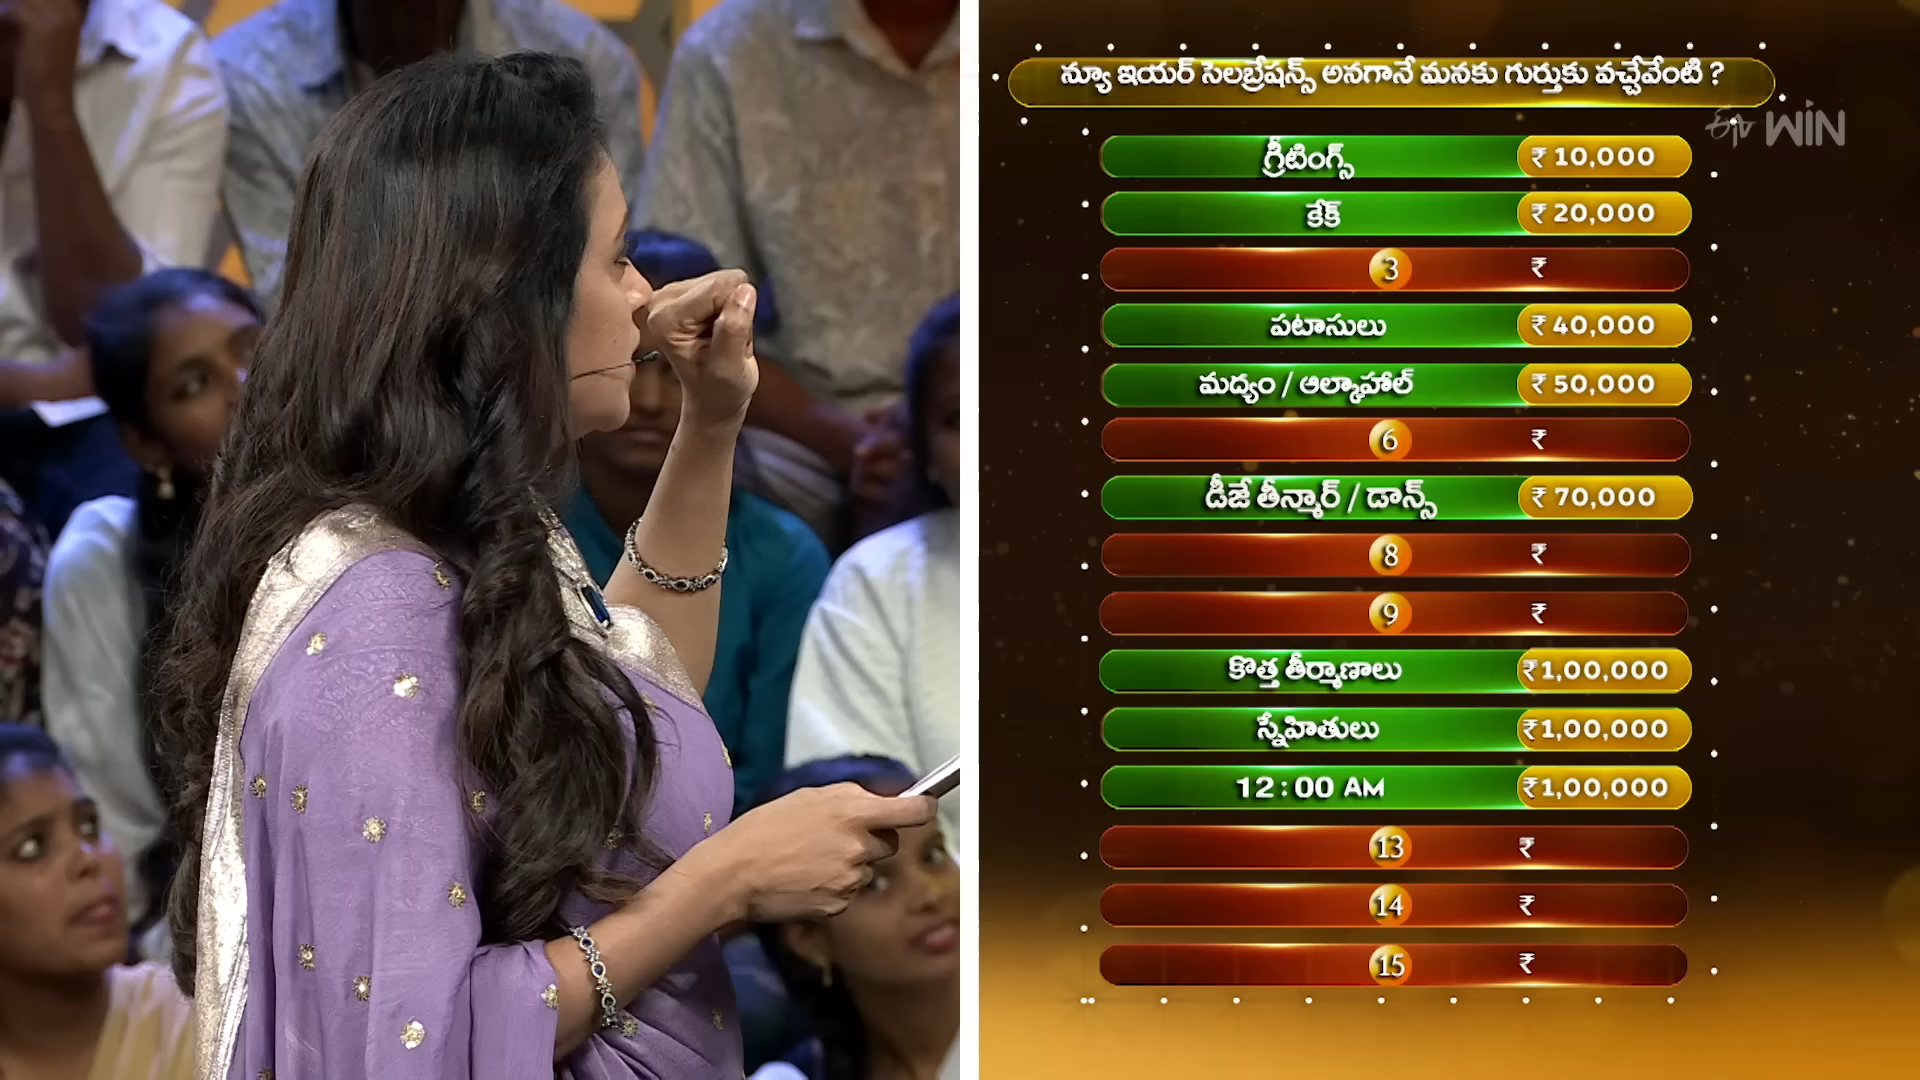 న్యూ ఇయర్ సెలబ్రేషన్స్ అనగానే మనకు గుర్తుకు వచ్చేవేంటి ?
ఈటీవీ WIN
గ్రీటింగ్స్ ₹ 10,000
కేక్ ₹ 20,000
3 ₹
పటాసులు ₹ 40,000
మద్యం / ఆల్కాహాల్ ₹ 50,000
6 ₹
డీజే తీన్మార్ / డాన్స్ ₹ 70,000
8 ₹
9 ₹
కొత్త తీర్మాణాలు ₹1,00,000
స్నేహితులు ₹1,00,000
12:00 AM ₹1,00,000
13 ₹
14 ₹
15 ₹